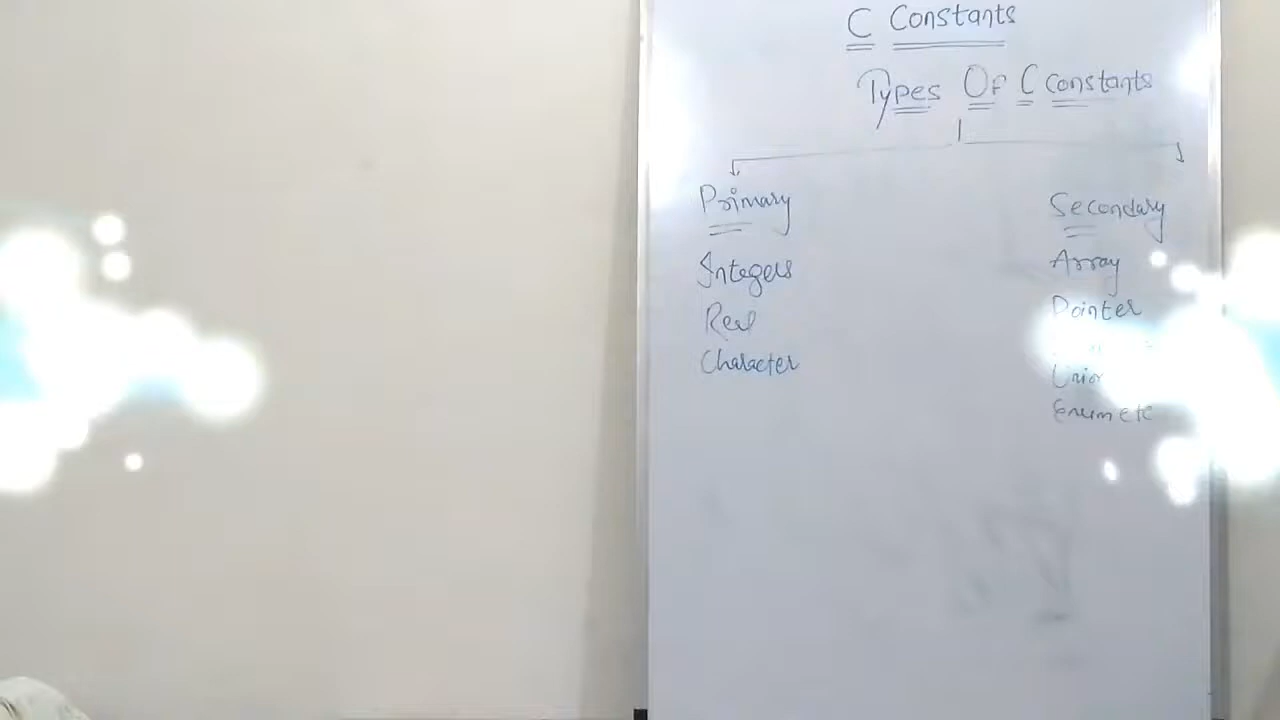 C Constants
Types Of C Constants
Primary
Secondary
Integers
Array
Real
Pointer
Character
Union
Enum etc